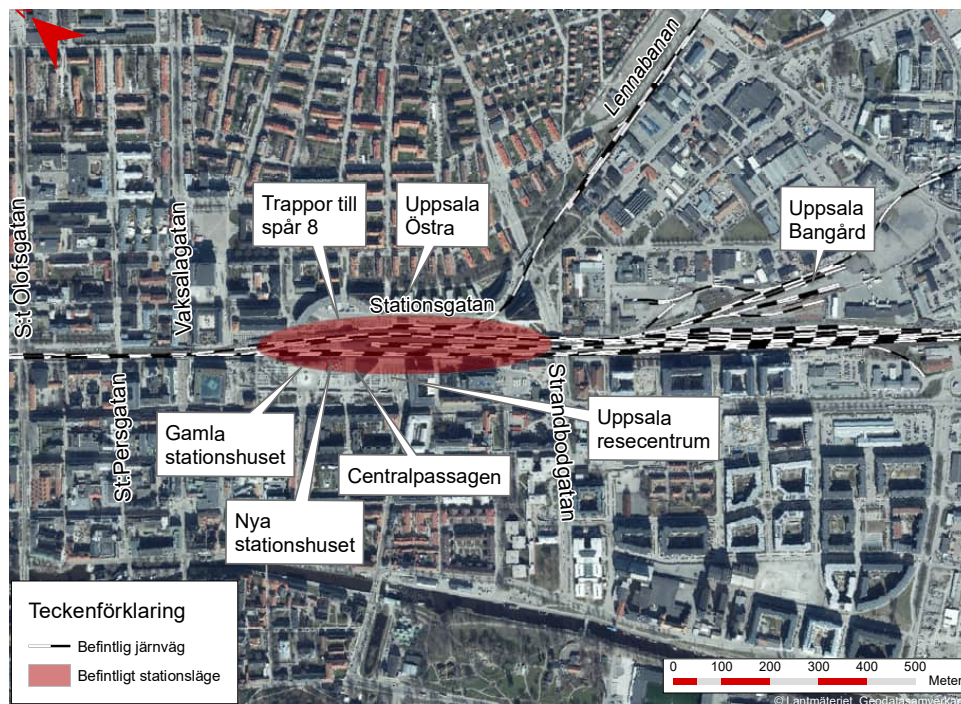 Lennabanan
Trappor till
spår 8
Uppsala
Östra
Uppsala
Bangård
S:t Olofsgatan
Vaksalagatan
Stationsgatan
St:Persgatan
Strandbodgatan
Gamla
stationshuset
Uppsala
resecentrum
Centralpassagen
Nya
stationshuset
Teckenförklaring
Befintlig järnväg
Befintligt stationsläge
0 100 200 300 400 500
Meter
© Lantmäteriet, Geodatasamverkan